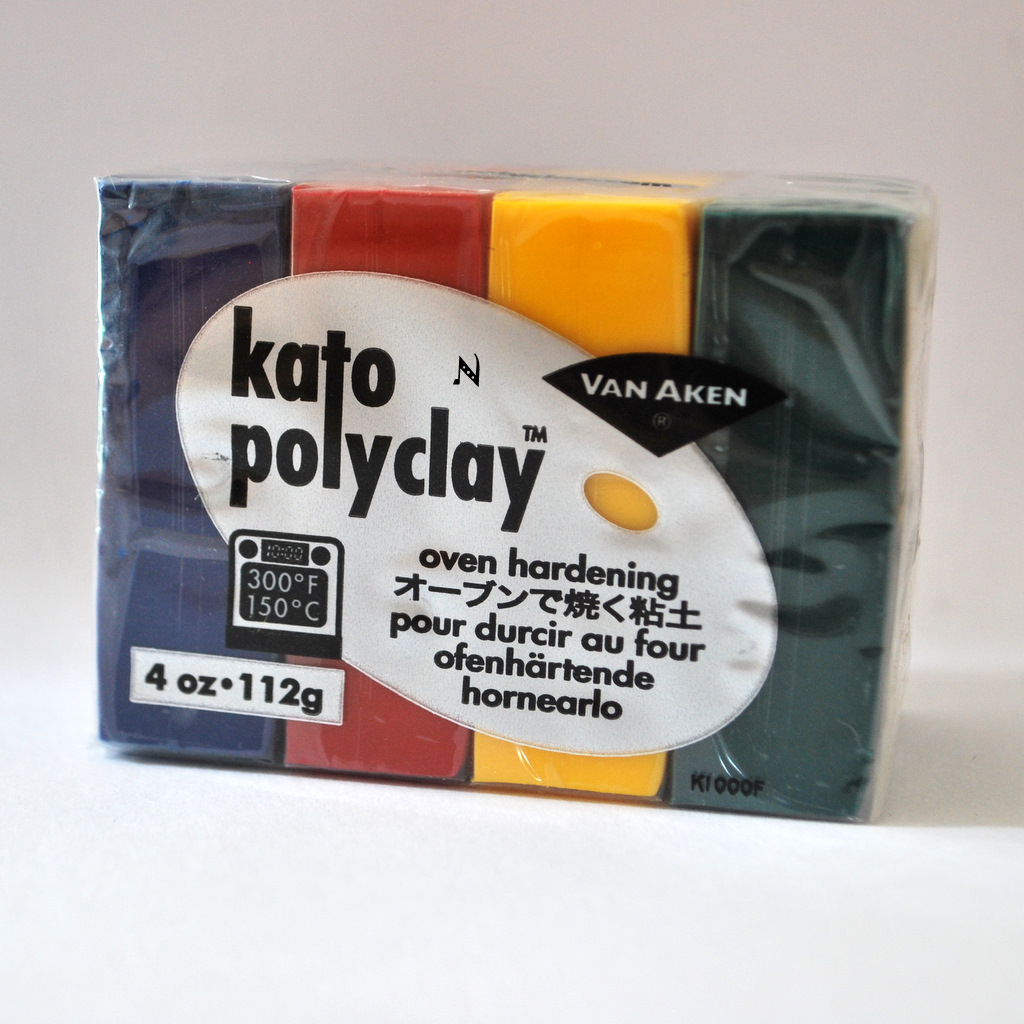 kato
N
polyclay™
VAN AKEN
®
10:00
300°F
150°C
oven hardening
オーブンで焼く粘土
pour durcir au four
ofenhärtende
hornearlo
4 oz•112g
K1000F